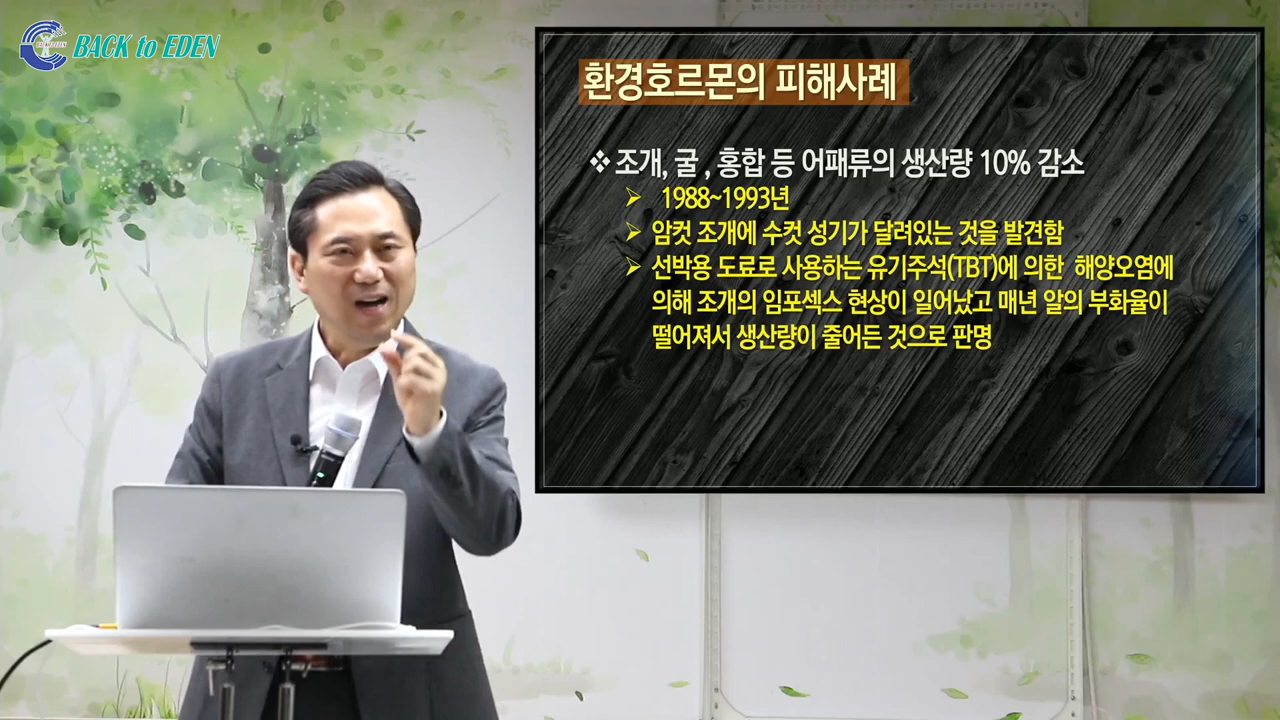 BACK to EDEN
환경호르몬의 피해사례
❖ 조개, 굴 , 홍합 등 어패류의 생산량 10% 감소
➢ 1988~1993년
➢ 암컷 조개에 수컷 성기가 달려있는 것을 발견함
➢ 선박용 도료로 사용하는 유기주석(TBT)에 의한 해양오염에
의해 조개의 임포섹스 현상이 일어났고 매년 알의 부화율이
떨어져서 생산량이 줄어든 것으로 판명